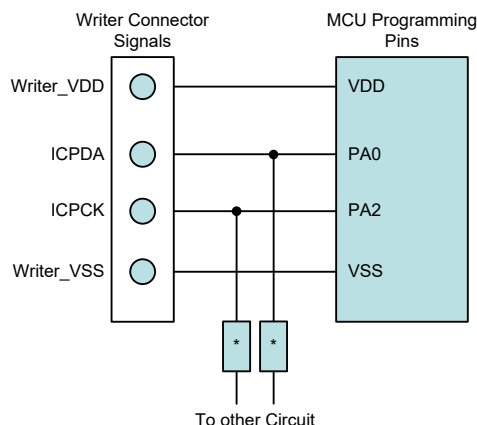 Writer Connector
Signals
MCU Programming
Pins
Writer_VDD
VDD
ICPDA
PA0
ICPCK
PA2
Writer_VSS
VSS
*
*
To other Circuit